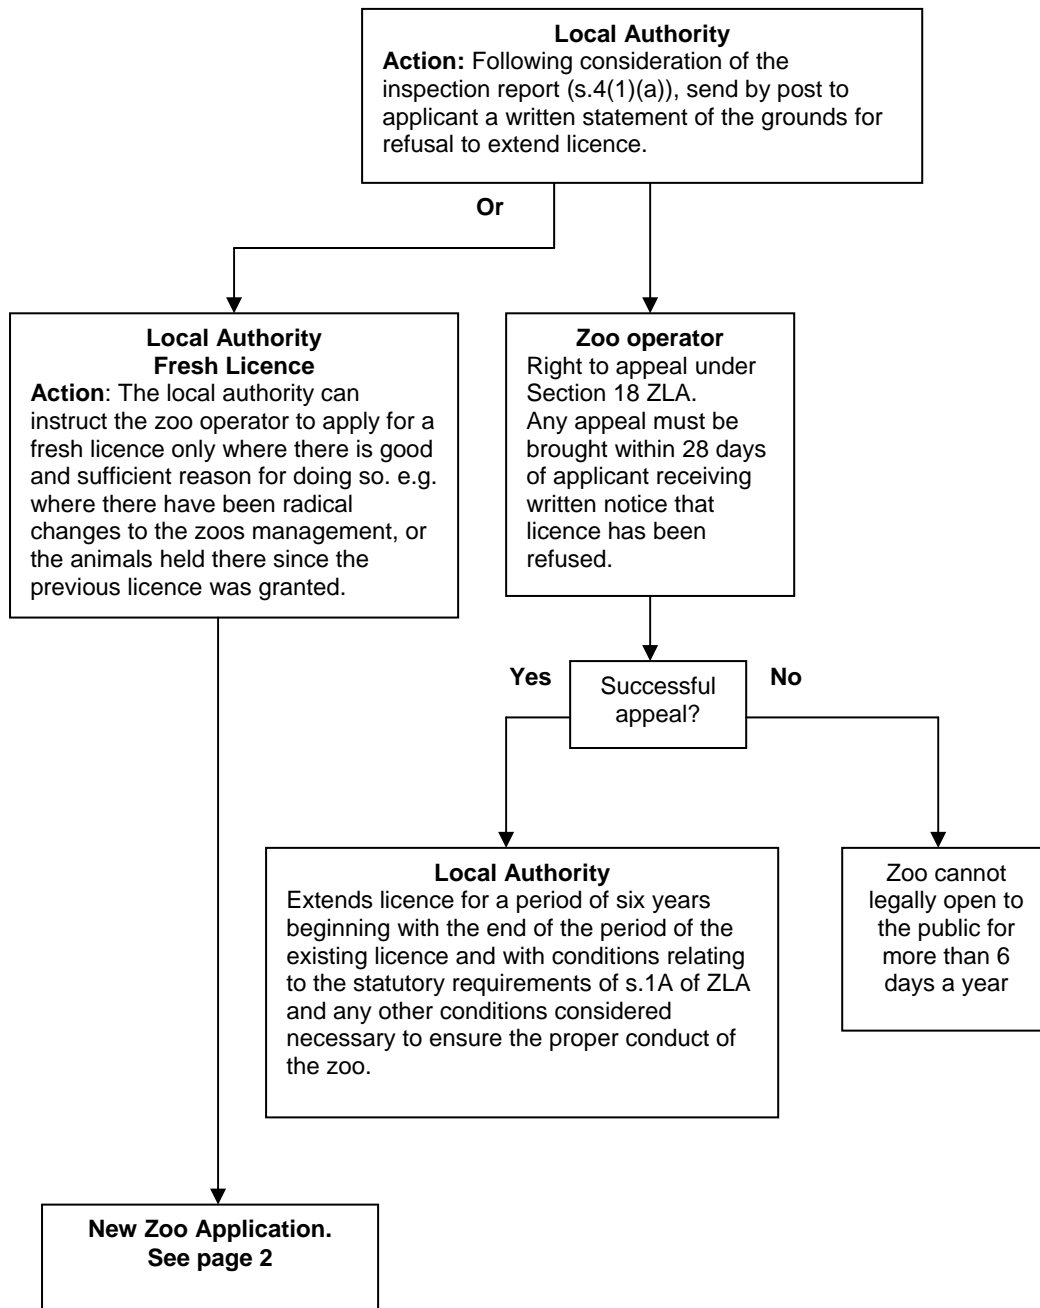 Local Authority
Action: Following consideration of the
inspection report (s.4(1)(a)), send by post to
applicant a written statement of the grounds for
refusal to extend licence.
Or
Local Authority
Fresh Licence
Action: The local authority can
instruct the zoo operator to apply for a
fresh licence only where there is good
and sufficient reason for doing so. e.g.
where there have been radical
changes to the zoos management, or
the animals held there since the
previous licence was granted.
Zoo operator
Right to appeal under
Section 18 ZLA.
Any appeal must be
brought within 28 days
of applicant receiving
written notice that
licence has been
refused.
Yes
Successful
appeal?
No
Local Authority
Extends licence for a period of six years
beginning with the end of the period of the
existing licence and with conditions relating
to the statutory requirements of s.1A of ZLA
and any other conditions considered
necessary to ensure the proper conduct of
the zoo.
Zoo cannot
legally open to
the public for
more than 6
days a year
New Zoo Application.
See page 2